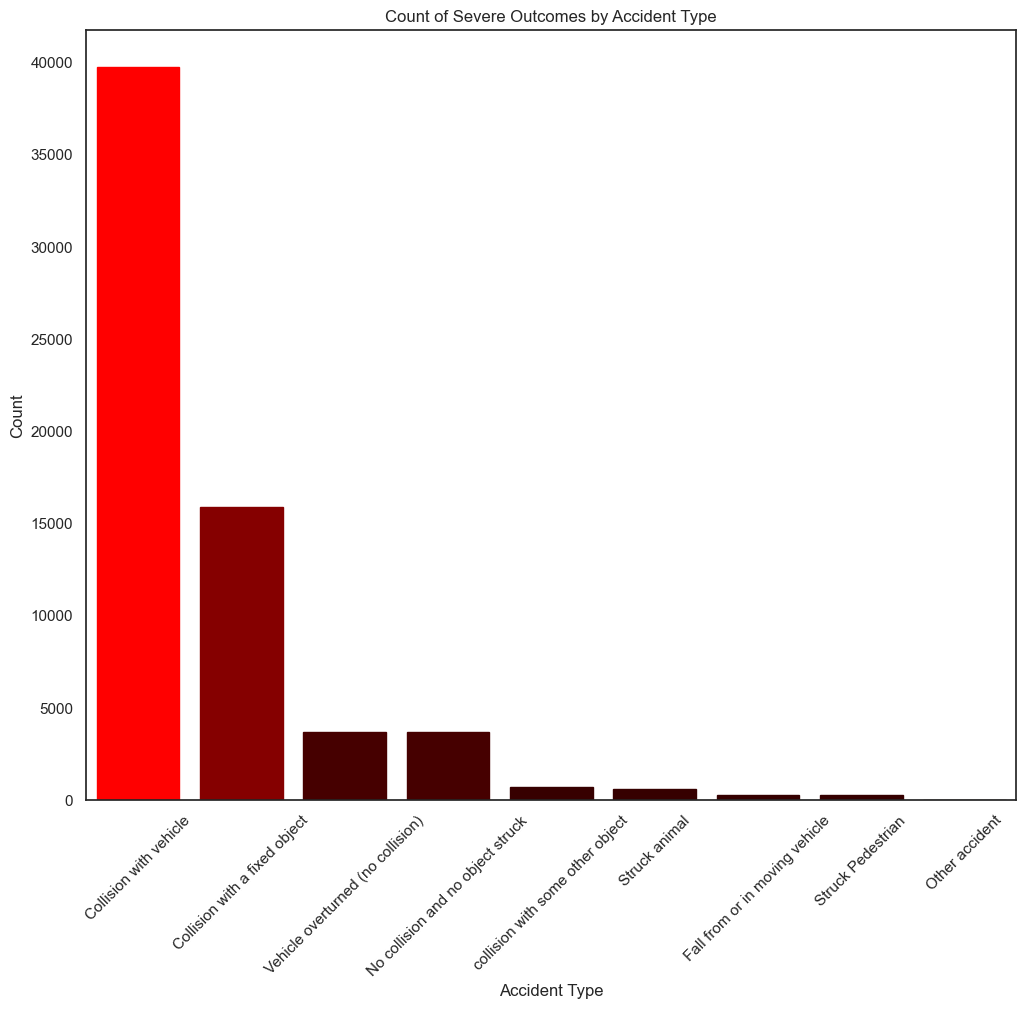 Count of Severe Outcomes by Accident Type
40000
35000
30000
25000
20000
15000
10000
5000
0
Count
Collision with vehicle
Collision with a fixed object
Vehicle overturned (no collision)
No collision and no object struck
collision with some other object
Struck animal
Fall from or in moving vehicle
Struck Pedestrian
Other accident
Accident Type